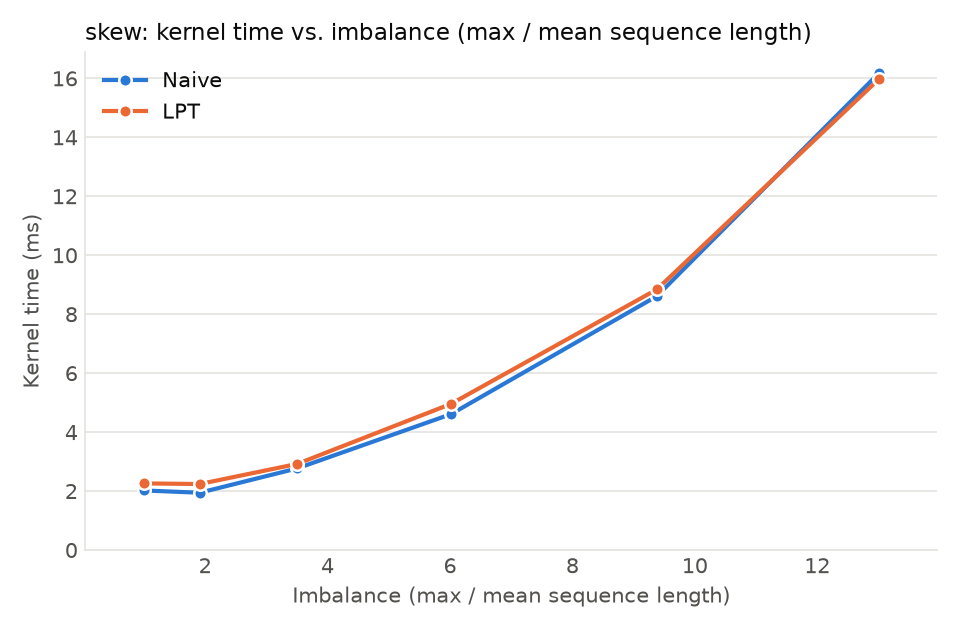 skew: kernel time vs. imbalance (max / mean sequence length)
Naive
LPT
16
14
12
10
8
6
4
2
0
Kernel time (ms)
2 4 6 8 10 12
Imbalance (max / mean sequence length)